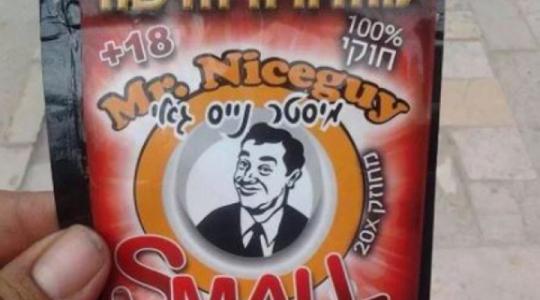 +18
100%
חוקי
Mr. Niceguy
מיסטר נייס גאי
מחוזק 20X
SMALL